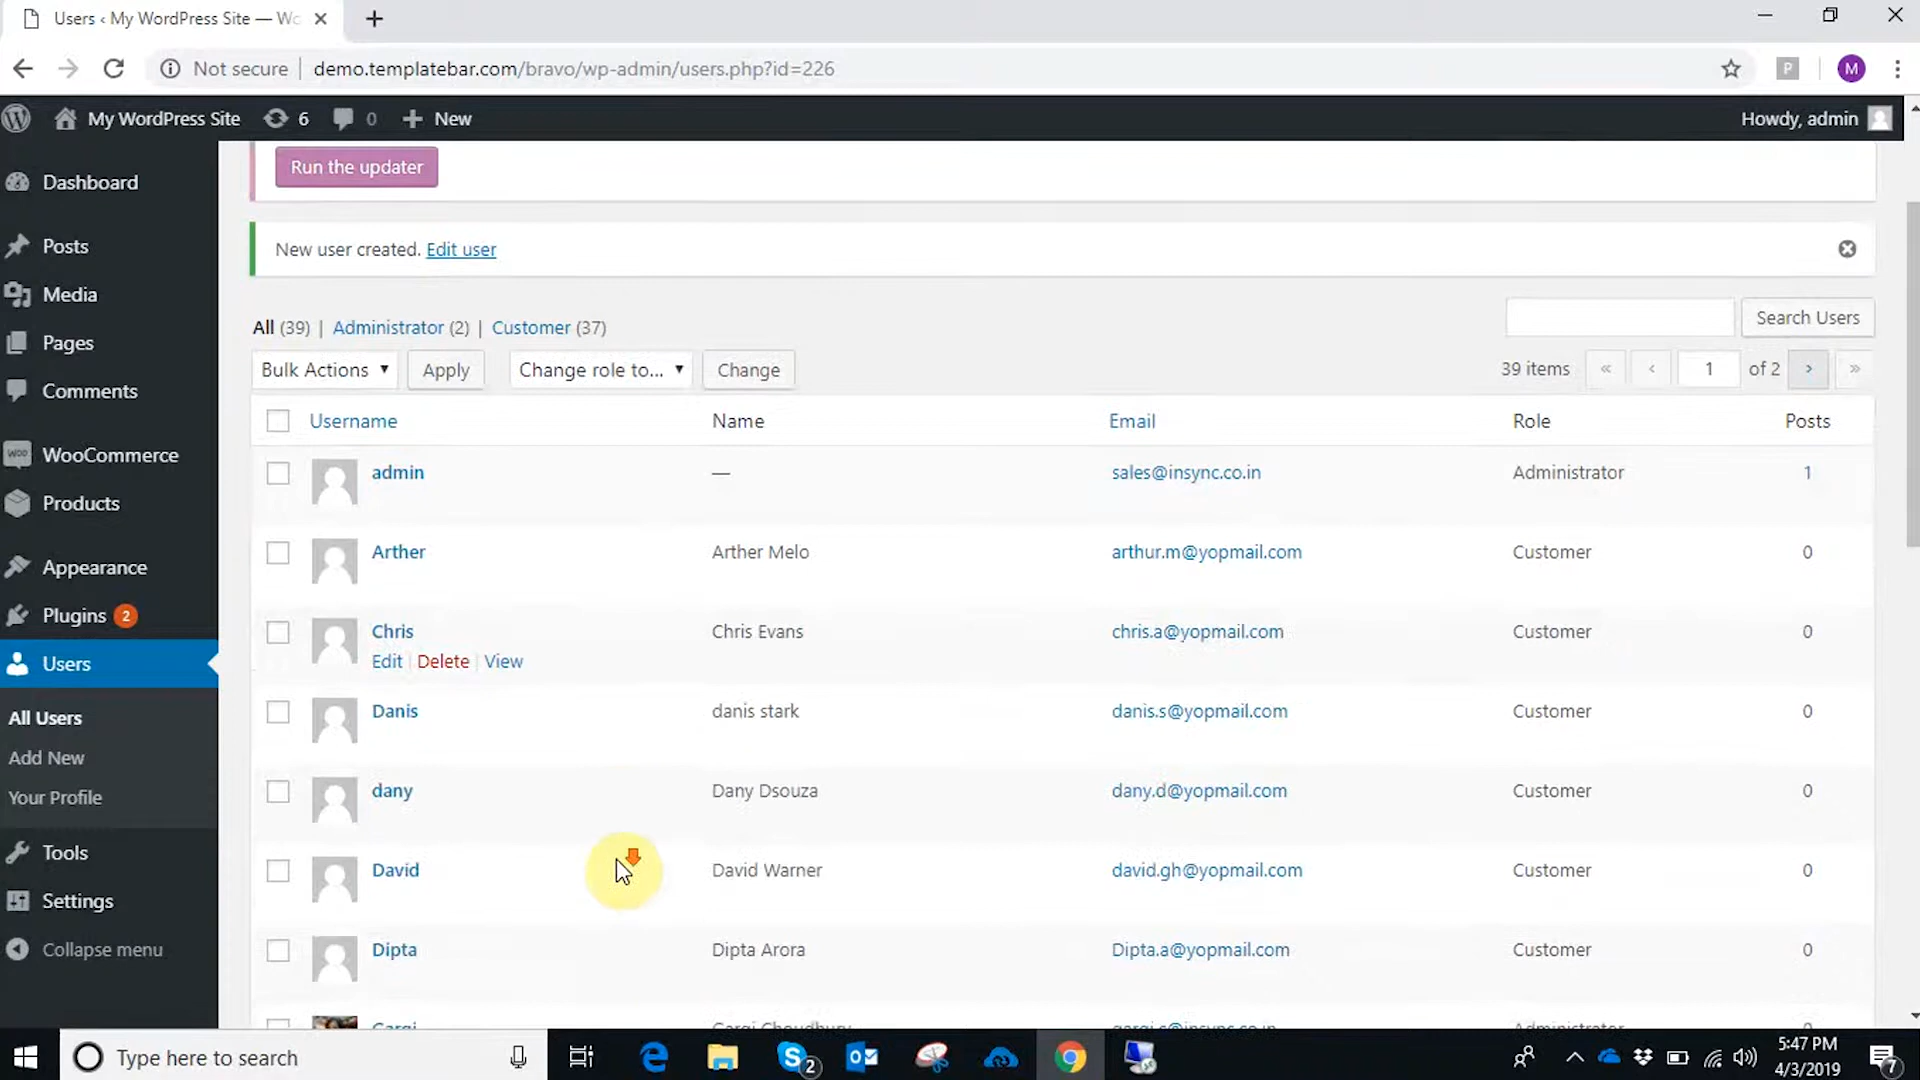 Users ‹ My WordPress Site — Wo
Not secure | demo.templatebar.com/bravo/wp-admin/users.php?id=226
P
M
My WordPress Site 6 0 + New
Howdy, admin
Dashboard
Posts
Media
Pages
Comments
WooCommerce
Products
Appearance
Plugins 2
Users
All Users
Add New
Your Profile
Tools
Settings
Collapse menu
Run the updater
New user created. Edit user
All (39) | Administrator (2) | Customer (37)
Search Users
Bulk Actions Apply Change role to... Change
39 items « ‹ 1 of 2 › »
Username Name Email Role Posts
admin — sales@insync.co.in Administrator 1
Arther Arther Melo arthur.m@yopmail.com Customer 0
Chris Chris Evans chris.a@yopmail.com Customer 0
Edit | Delete | View
Danis danis stark danis.s@yopmail.com Customer 0
dany Dany Dsouza dany.d@yopmail.com Customer 0
David David Warner david.gh@yopmail.com Customer 0
Dipta Dipta Arora Dipta.a@yopmail.com Customer 0
Type here to search
2
5:47 PM
4/3/2019
7